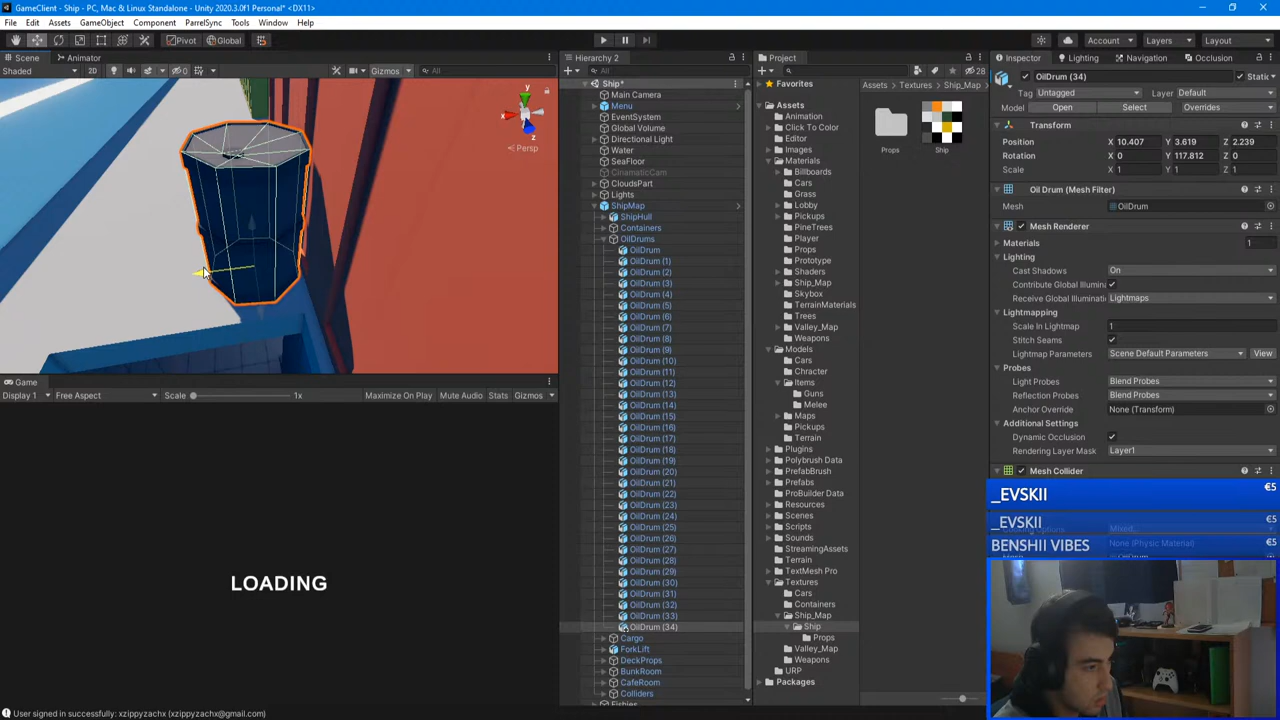 GameClient - Ship - PC, Mac & Linux Standalone - Unity 2020.3.0f1 Personal* <DX11>
File Edit Assets GameObject Component ParrelSync Tools Window Help
Pivot Global Account Layers Layout
Scene Animator
Shaded 2D 0 Gizmos All
y
x
z
Persp
Game
Display 1 Free Aspect Scale 1x Maximize On Play Mute Audio Stats Gizmos
LOADING
User signed in successfully: xzippyzachx (xzippyzachx@gmail.com)
Hierarchy 2
All
Ship*
Main Camera
Menu
EventSystem
Global Volume
Directional Light
Water
SeaFloor
CinamaticCam
CloudsPart
Lights
ShipMap
ShipHull
Containers
OilDrums
OilDrum
OilDrum (1)
OilDrum (2)
OilDrum (3)
OilDrum (4)
OilDrum (5)
OilDrum (6)
OilDrum (7)
OilDrum (8)
OilDrum (9)
OilDrum (10)
OilDrum (11)
OilDrum (12)
OilDrum (13)
OilDrum (14)
OilDrum (15)
OilDrum (16)
OilDrum (17)
OilDrum (18)
OilDrum (19)
OilDrum (20)
OilDrum (21)
OilDrum (22)
OilDrum (23)
OilDrum (24)
OilDrum (25)
OilDrum (26)
OilDrum (27)
OilDrum (28)
OilDrum (29)
OilDrum (30)
OilDrum (31)
OilDrum (32)
OilDrum (33)
OilDrum (34)
Cargo
ForkLift
DeckProps
BunkRoom
CafeRoom
Colliders
Fishies
Project
28
Favorites
Assets
Animation
Click To Color
Editor
Images
Materials
Billboards
Cars
Grass
Lobby
Pickups
PineTrees
Player
Props
Prototype
Shaders
Ship_Map
Skybox
TerrainMaterials
Trees
Valley_Map
Weapons
Models
Cars
Chracter
Items
Guns
Melee
Maps
Pickups
Terrain
Plugins
Polybrush Data
PrefabBrush
Prefabs
ProBuilder Data
Resources
Scenes
Scripts
Sounds
StreamingAssets
Terrain
TextMesh Pro
Textures
Cars
Containers
Ship_Map
Ship
Props
Valley_Map
Weapons
URP
Packages
Assets Textures Ship_Map
Props Ship
Inspector Lighting Navigation Occlusion
OilDrum (34) Static
Tag Untagged Layer Default
Model Open Select Overrides
Transform
Position X 10.407 Y 3.619 Z 2.239
Rotation X 0 Y 117.812 Z 0
Scale X 1 Y 1 Z 1
Oil Drum (Mesh Filter)
Mesh OilDrum
Mesh Renderer
Materials 1
Lighting
Cast Shadows On
Contribute Global Illumina
Receive Global Illuminati Lightmaps
Lightmapping
Scale In Lightmap 1
Stitch Seams
Lightmap Parameters Scene Default Parameters View
Probes
Light Probes Blend Probes
Reflection Probes Blend Probes
Anchor Override None (Transform)
Additional Settings
Dynamic Occlusion
Rendering Layer Mask Layer1
Mesh Collider
_EVSKII €5
_EVSKII €5
BENSHII VIBES €5